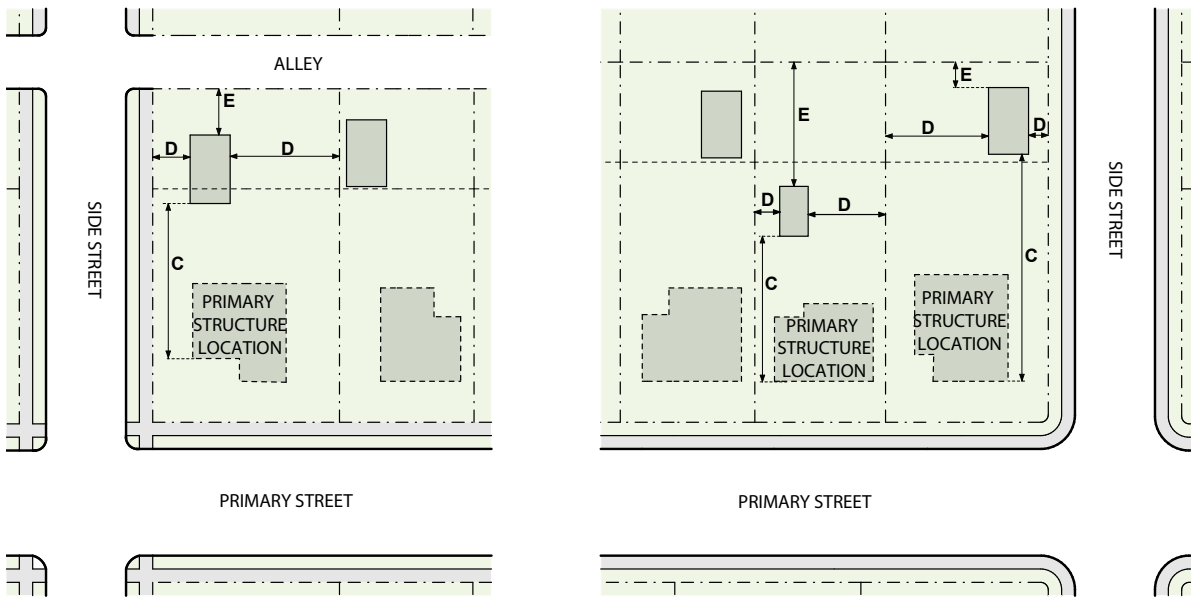 ALLEY
E
D
D
C
SIDE STREET
PRIMARY
STRUCTURE
LOCATION
PRIMARY STREET
E
E
D
D
D
D
C
C
PRIMARY
STRUCTURE
LOCATION
PRIMARY
STRUCTURE
LOCATION
SIDE STREET
PRIMARY STREET